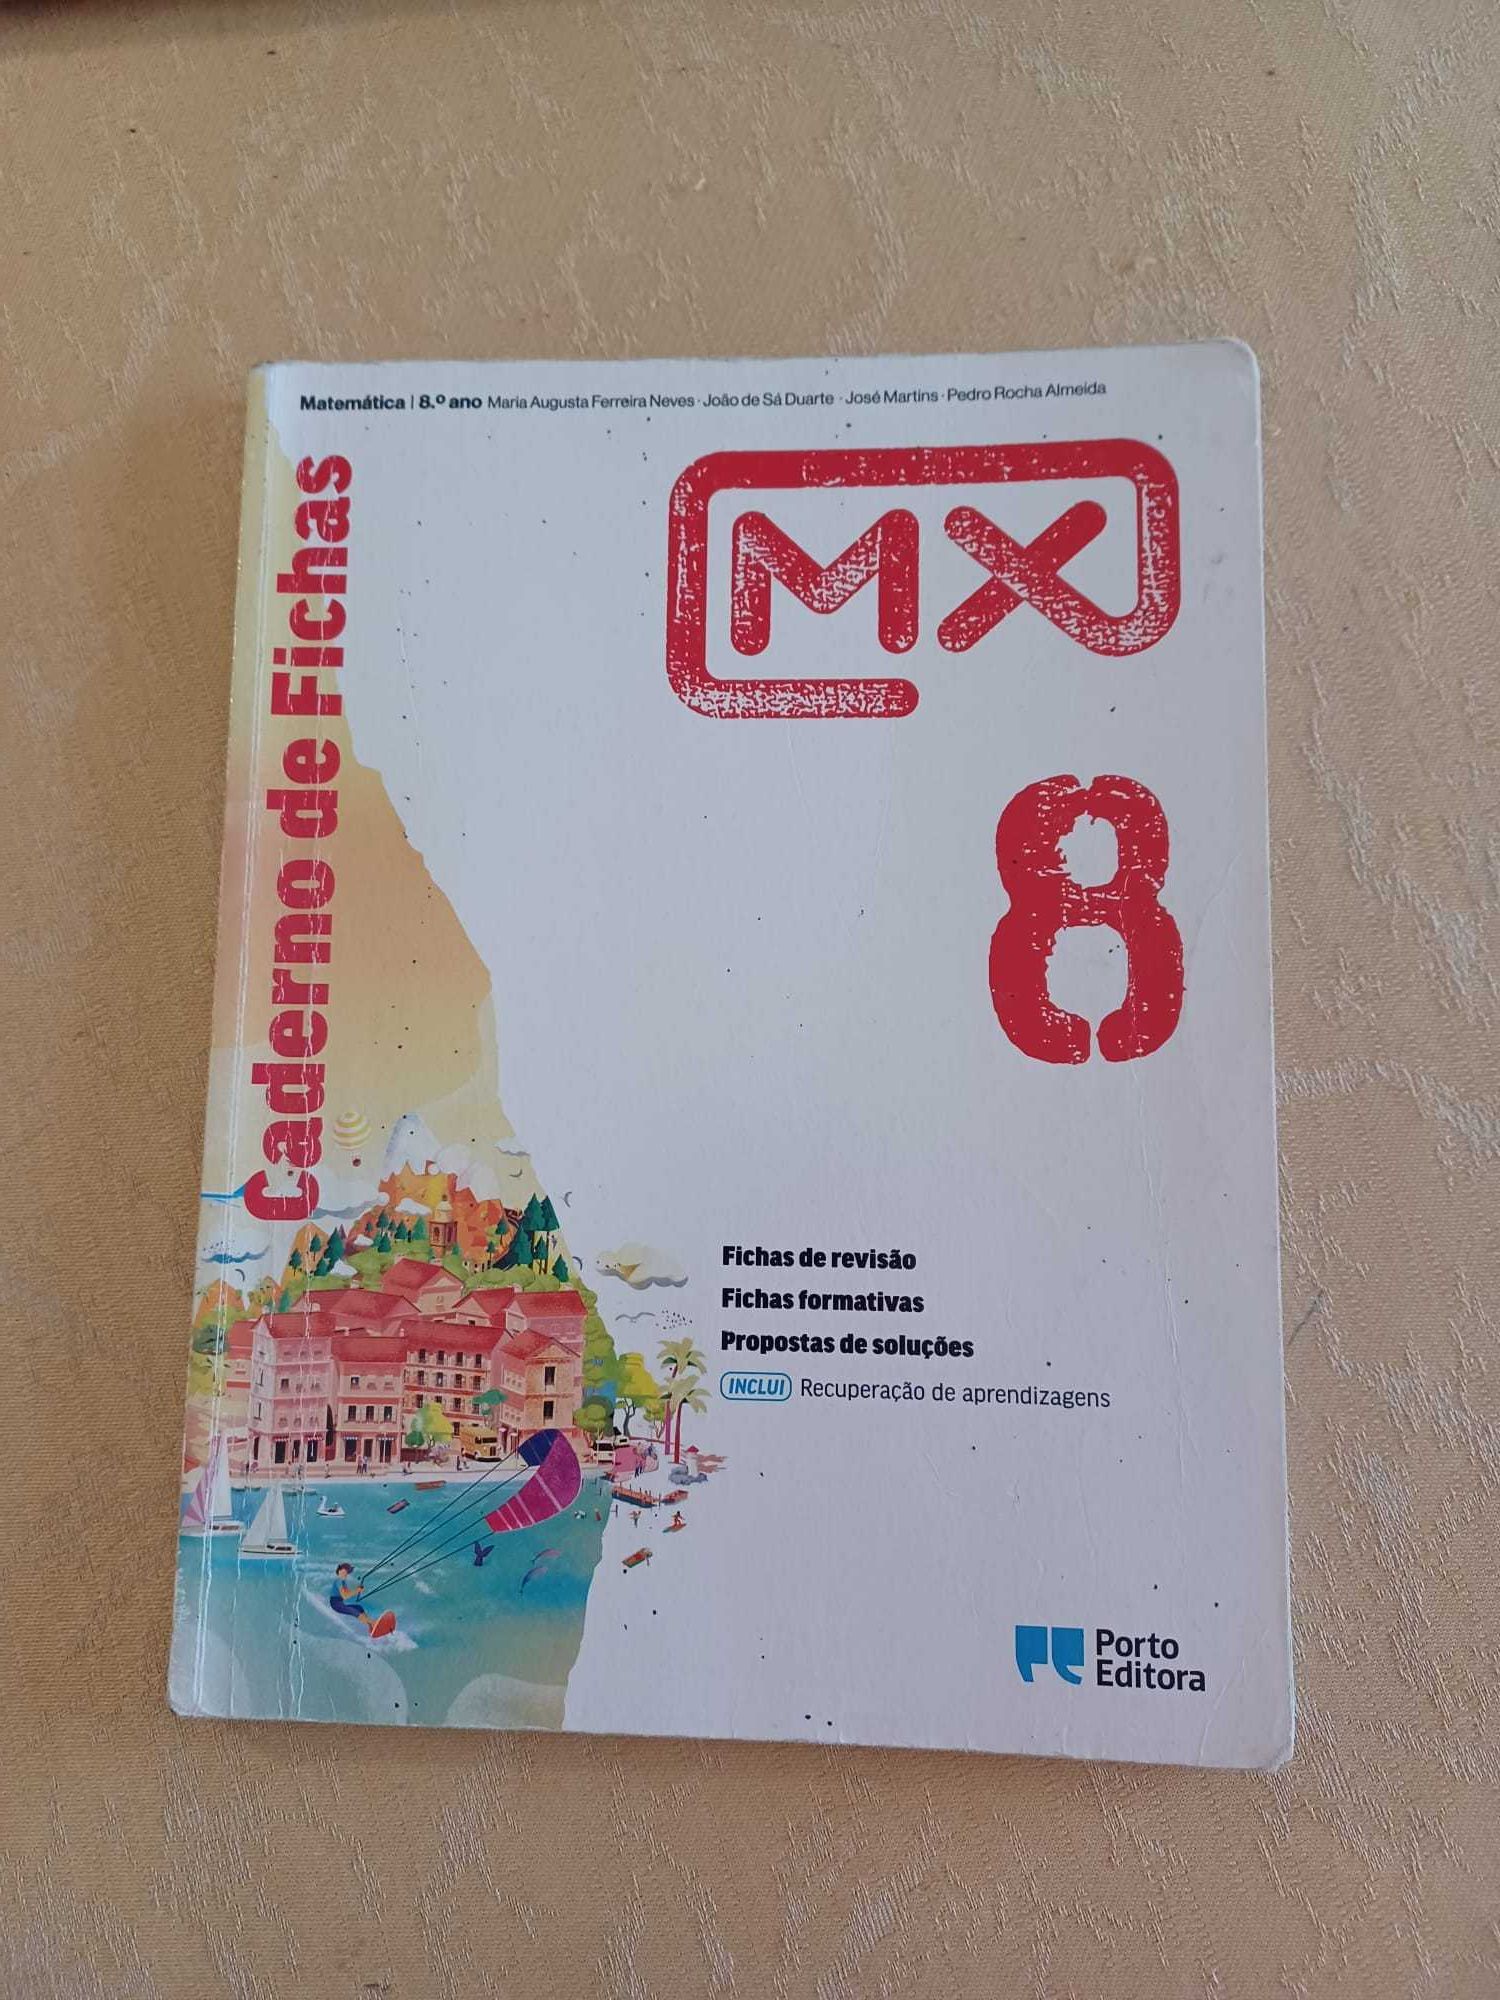 Matemática | 8.º ano Maria Augusta Ferreira Neves · João de Sá Duarte · José Martins · Pedro Rocha Almeida
Caderno de Fichas
MX
8
Fichas de revisão
Fichas formativas
Propostas de soluções
INCLUI Recuperação de aprendizagens
Porto
Editora